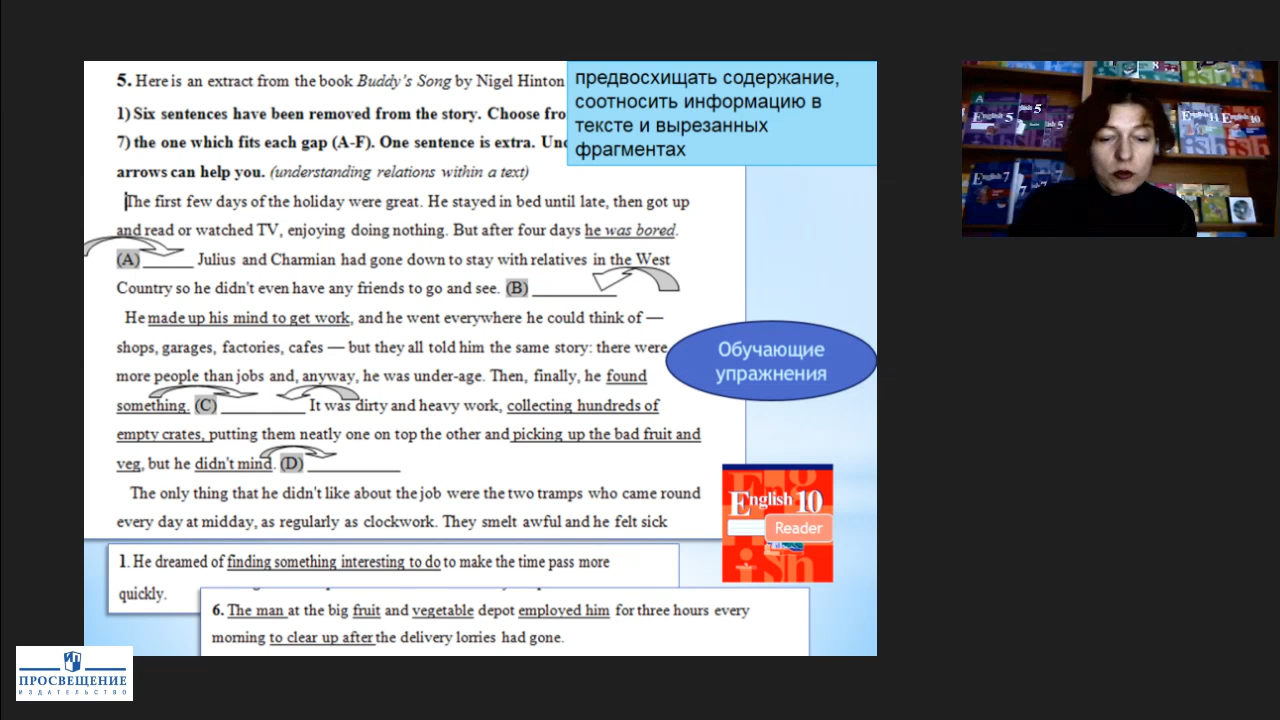 5. Here is an extract from the book Buddy's Song by Nigel Hinton
1) Six sentences have been removed from the story. Choose fro
7) the one which fits each gap (A-F). One sentence is extra. Und
arrows can help you. (understanding relations within a text)
The first few days of the holiday were great. He stayed in bed until late, then got up
and read or watched TV, enjoying doing nothing. But after four days he was bored.
(A) ______ Julius and Charmian had gone down to stay with relatives in the West
Country so he didn't even have any friends to go and see. (B) __________
He made up his mind to get work, and he went everywhere he could think of —
shops, garages, factories, cafes — but they all told him the same story: there were
more people than jobs and, anyway, he was under-age. Then, finally, he found
something. (C) __________ It was dirty and heavy work, collecting hundreds of
empty crates, putting them neatly one on top the other and picking up the bad fruit and
veg, but he didn't mind. (D) ___________
The only thing that he didn't like about the job were the two tramps who came round
every day at midday, as regularly as clockwork. They smelt awful and he felt sick
1. He dreamed of finding something interesting to do to make the time pass more
quickly.
6. The man at the big fruit and vegetable depot employed him for three hours every
morning to clear up after the delivery lorries had gone.
предвосхищать содержание,
соотносить информацию в
тексте и вырезанных
фрагментах
Обучающие
упражнения
English 10
Reader
ish
ПРОСВЕЩЕНИЕ
ИЗДАТЕЛЬСТВО
A
English 5
English 7